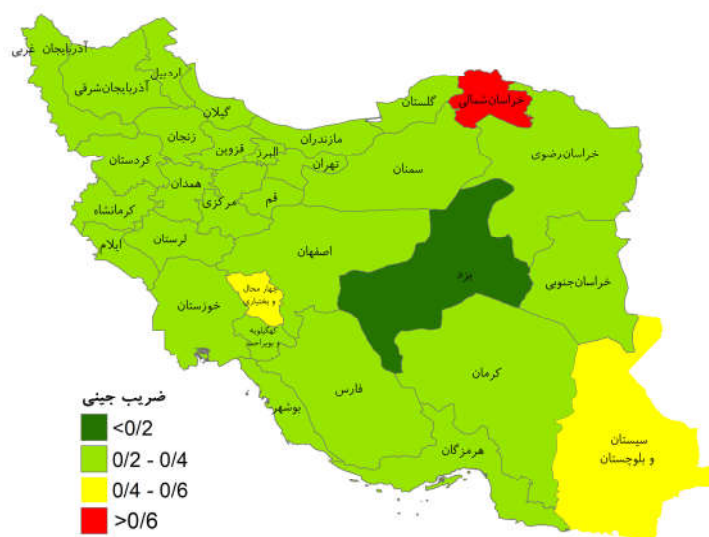 آذربایجان غربی
آذربایجان‌شرقی
اردبیل
گیلان
زنجان
کردستان
قزوین
البرز
مازندران
تهران
گلستان
خراسان‌شمالی
خراسان‌رضوی
سمنان
همدان
مرکزی
قم
کرمانشاه
ایلام
لرستان
اصفهان
یزد
خراسان‌جنوبی
خوزستان
چهار محال
و بختیاری
کهگیلویه
و بویراحمد
فارس
کرمان
بوشهر
هرمزگان
سیستان
و بلوچستان
ضریب جینی
<0/2
0/2 - 0/4
0/4 - 0/6
>0/6